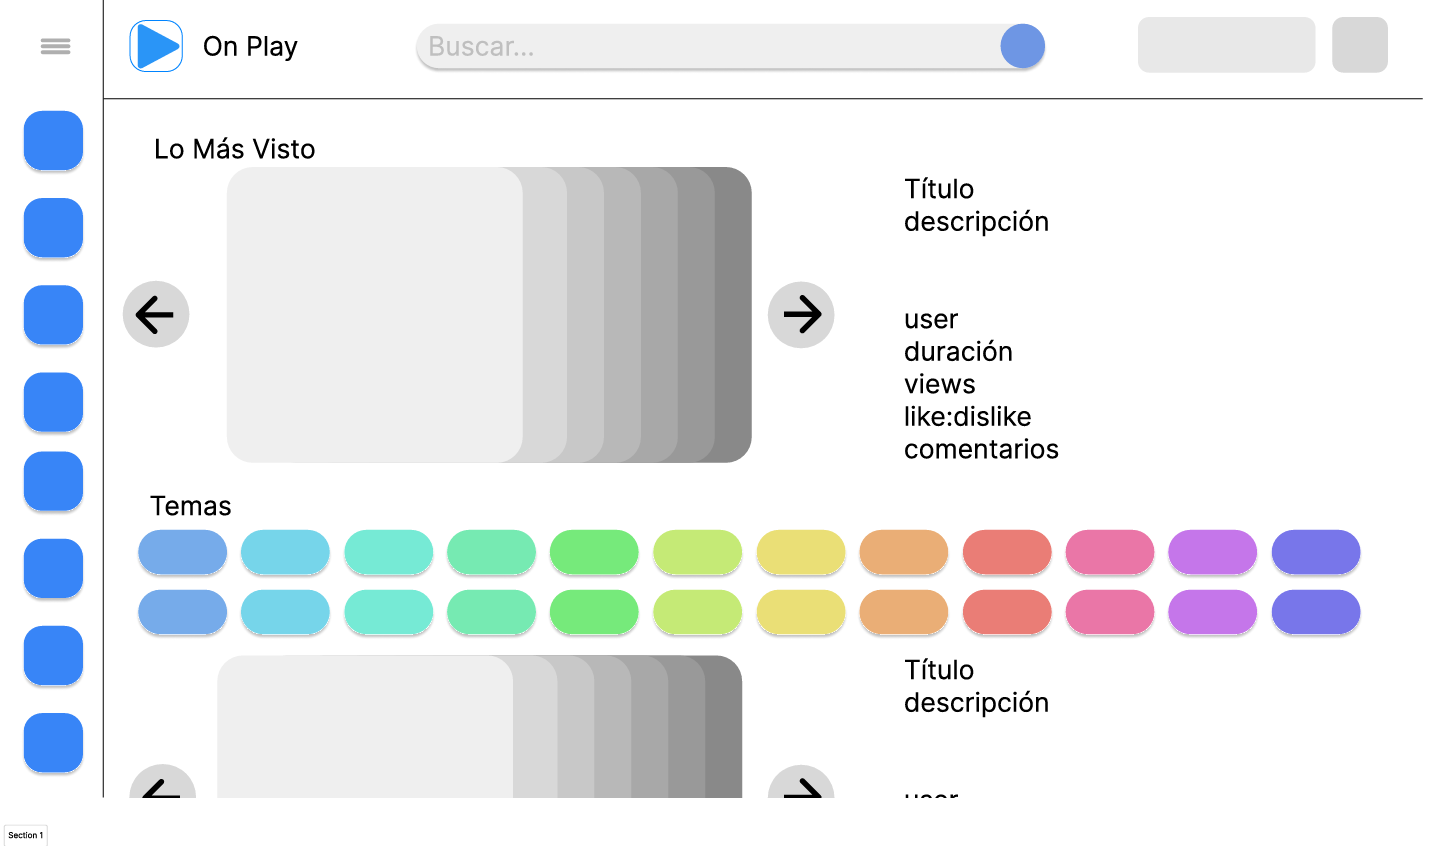 On Play
Buscar...
Lo Más Visto
Título
descripción
user
duración
views
like:dislike
comentarios
Temas
Título
descripción
user
Section 1